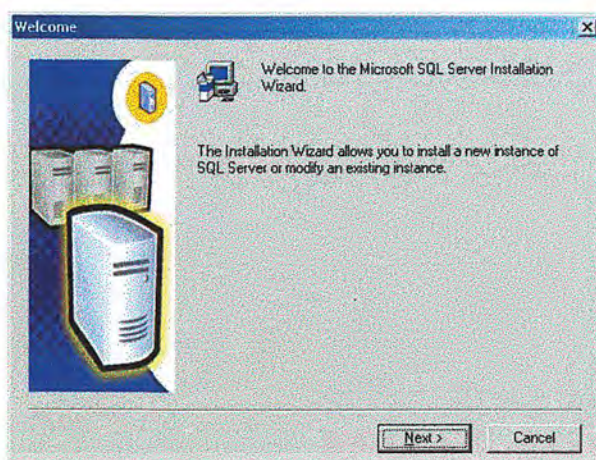 Welcome
Welcome to the Microsoft SQL Server Installation
Wizard.
The Installation Wizard allows you to install a new instance of
SQL Server or modify an existing instance.
Next >
Cancel